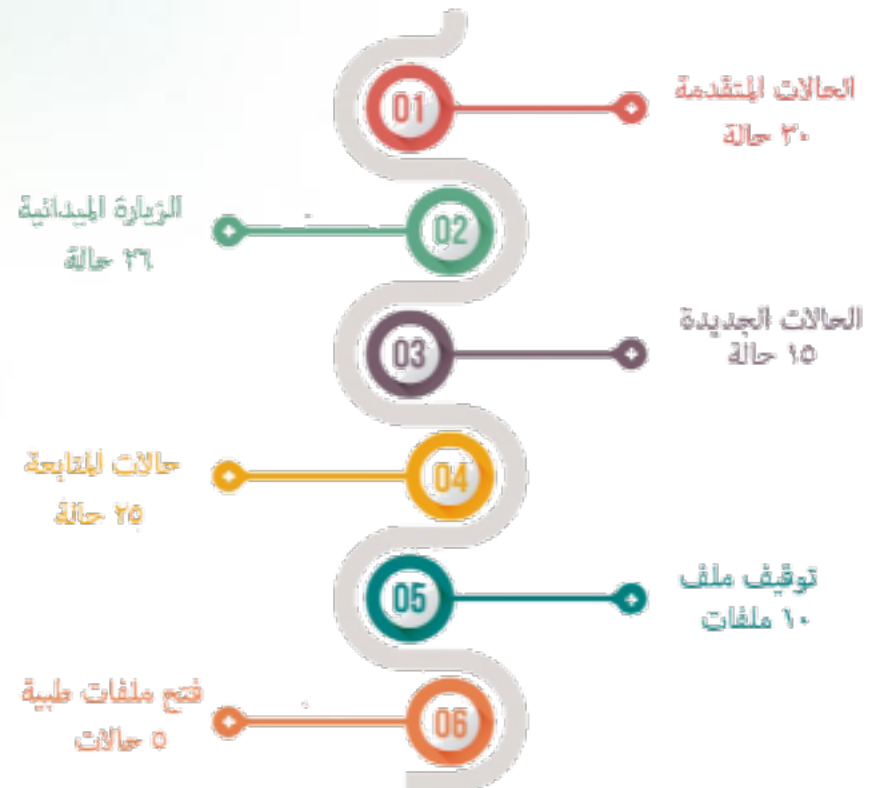 01
الحالات المتقدمة
٣٠ حالة
02
الزيارة الميدانية
٢٦ حالة
03
الحالات الجديدة
١٥ حالة
04
حالات المتابعة
٢٥ حالة
05
توقيف ملف
١٠ ملفات
06
فتح ملفات طبية
٥ حالات